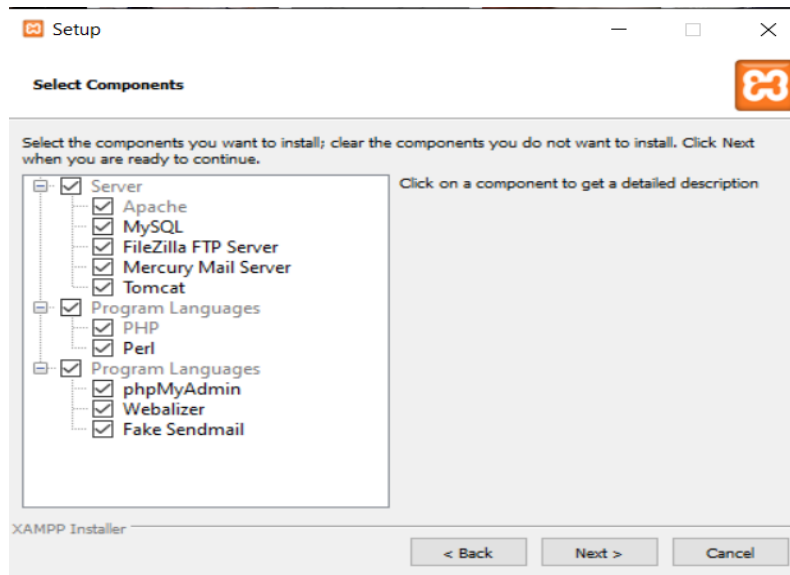 Setup
Select Components
Select the components you want to install; clear the components you do not want to install. Click Next
when you are ready to continue.
Server
Apache
MySQL
FileZilla FTP Server
Mercury Mail Server
Tomcat
Program Languages
PHP
Perl
Program Languages
phpMyAdmin
Webalizer
Fake Sendmail
Click on a component to get a detailed description
XAMPP Installer
< Back
Next >
Cancel